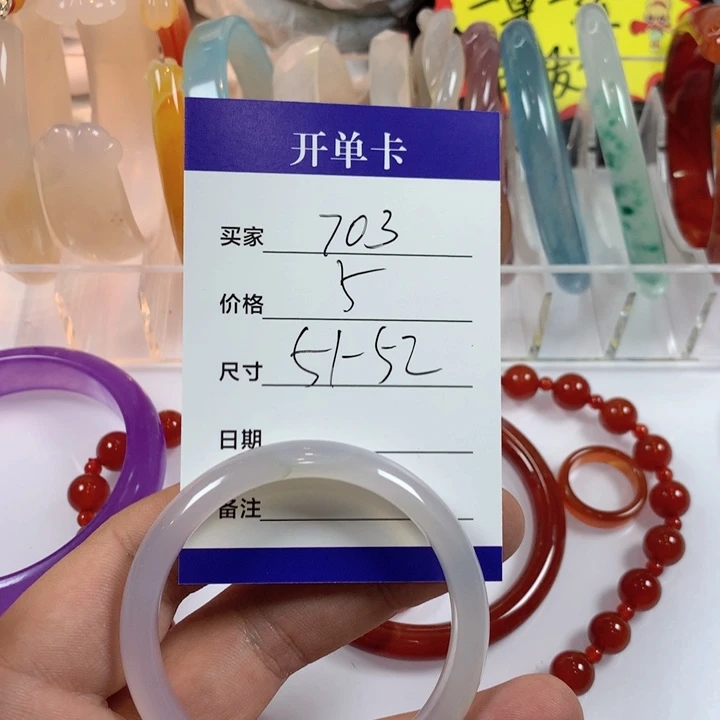 开单卡
买家 703
价格 5
尺寸 51-52
日期
备注